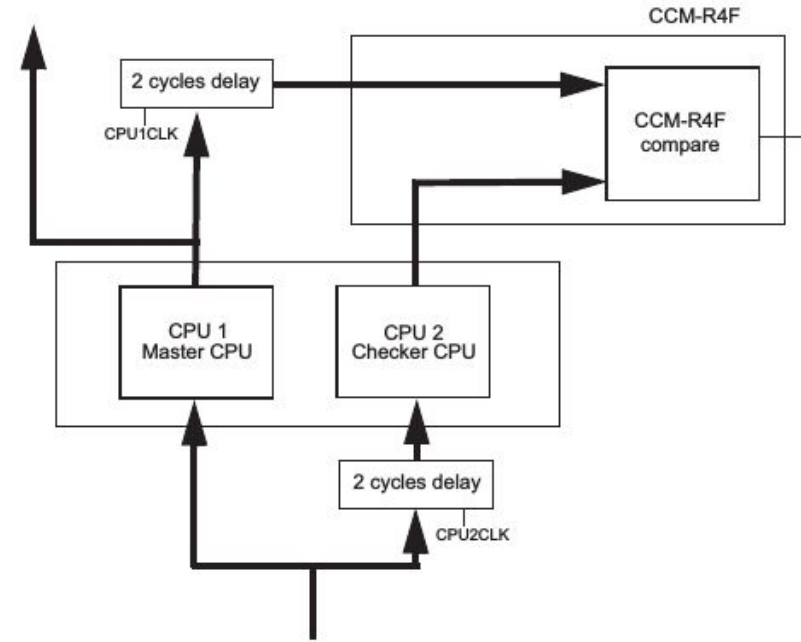 CCM-R4F
2 cycles delay
CPU1CLK
CCM-R4F
compare
CPU 1
Master CPU
CPU 2
Checker CPU
2 cycles delay
CPU2CLK